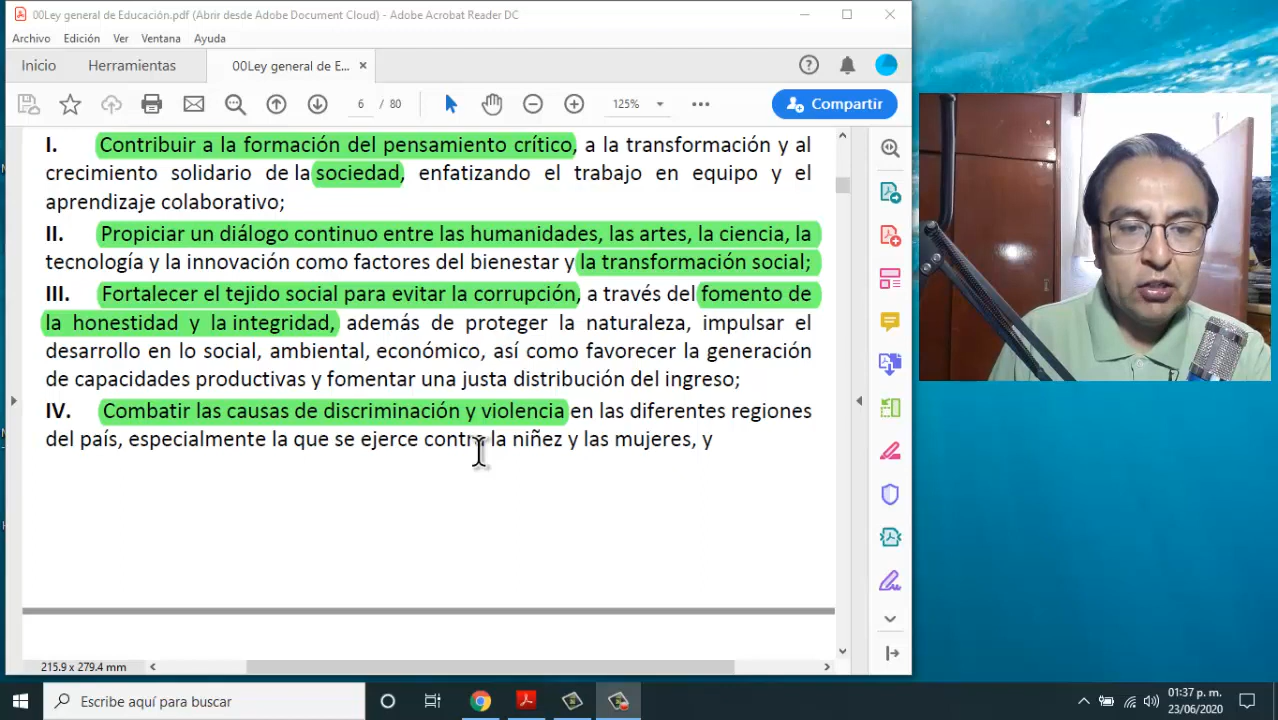 00Ley general de Educación.pdf (Abrir desde Adobe Document Cloud) - Adobe Acrobat Reader DC
Archivo Edición Ver Ventana Ayuda
Inicio Herramientas 00Ley general de E... ×
6 / 80 125% Compartir
I. Contribuir a la formación del pensamiento crítico, a la transformación y al
crecimiento solidario de la sociedad, enfatizando el trabajo en equipo y el
aprendizaje colaborativo;
II. Propiciar un diálogo continuo entre las humanidades, las artes, la ciencia, la
tecnología y la innovación como factores del bienestar y la transformación social;
III. Fortalecer el tejido social para evitar la corrupción, a través del fomento de
la honestidad y la integridad, además de proteger la naturaleza, impulsar el
desarrollo en lo social, ambiental, económico, así como favorecer la generación
de capacidades productivas y fomentar una justa distribución del ingreso;
IV. Combatir las causas de discriminación y violencia en las diferentes regiones
del país, especialmente la que se ejerce contra la niñez y las mujeres, y
215.9 x 279.4 mm
Escribe aquí para buscar
01:37 p. m.
23/06/2020